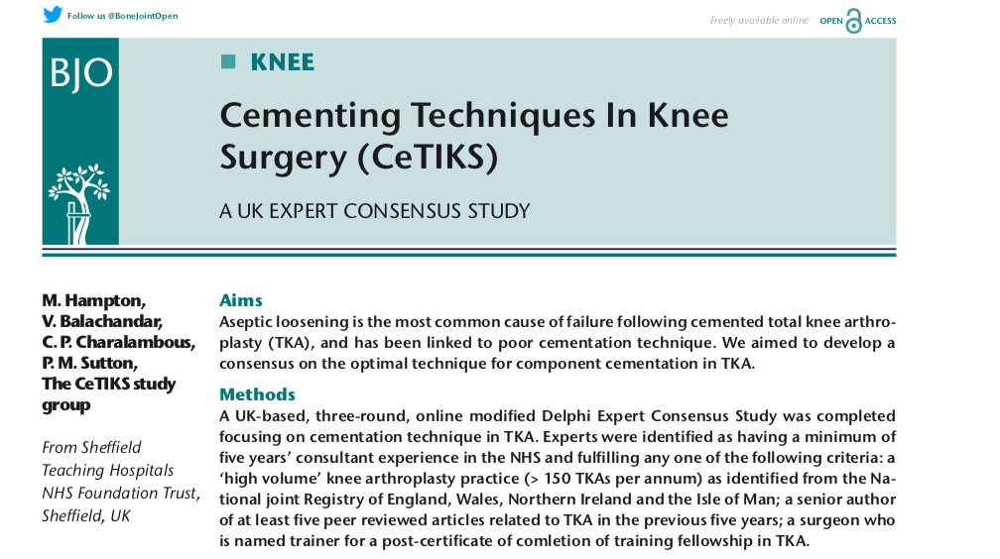 Follow us @BoneJointOpen
Freely available online OPEN ACCESS
BJO
KNEE
Cementing Techniques In Knee
Surgery (CeTIKS)
A UK EXPERT CONSENSUS STUDY
M. Hampton,
V. Balachandar,
C. P. Charalambous,
P. M. Sutton,
The CeTIKS study
group
From Sheffield
Teaching Hospitals
NHS Foundation Trust,
Sheffield, UK
Aims
Aseptic loosening is the most common cause of failure following cemented total knee arthro-
plasty (TKA), and has been linked to poor cementation technique. We aimed to develop a
consensus on the optimal technique for component cementation in TKA.
Methods
A UK-based, three-round, online modified Delphi Expert Consensus Study was completed
focusing on cementation technique in TKA. Experts were identified as having a minimum of
five years’ consultant experience in the NHS and fulfilling any one of the following criteria: a
‘high volume’ knee arthroplasty practice (> 150 TKAs per annum) as identified from the Na-
tional joint Registry of England, Wales, Northern Ireland and the Isle of Man; a senior author
of at least five peer reviewed articles related to TKA in the previous five years; a surgeon who
is named trainer for a post-certificate of comletion of training fellowship in TKA.